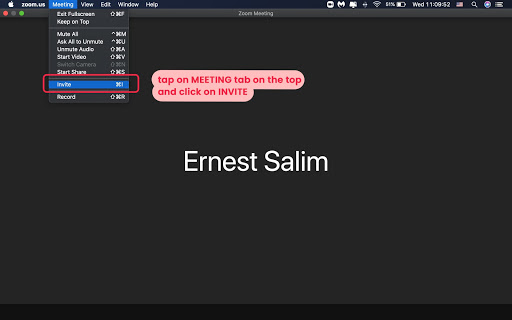 zoom.us Meeting View Edit Window Help 51% Wed 11:09:52
Zoom Meeting
Exit Fullscreen ⇧⌘F
Keep on Top
Mute All ^⌘M
Ask All to Unmute ^⌘U
Unmute Audio ⇧⌘A
Start Video ⇧⌘V
Switch Camera ⇧⌘N
Start Share ⇧⌘S
Invite ⌘I
Record ⇧⌘R
tap on MEETING tab on the top
and click on INVITE
Ernest Salim